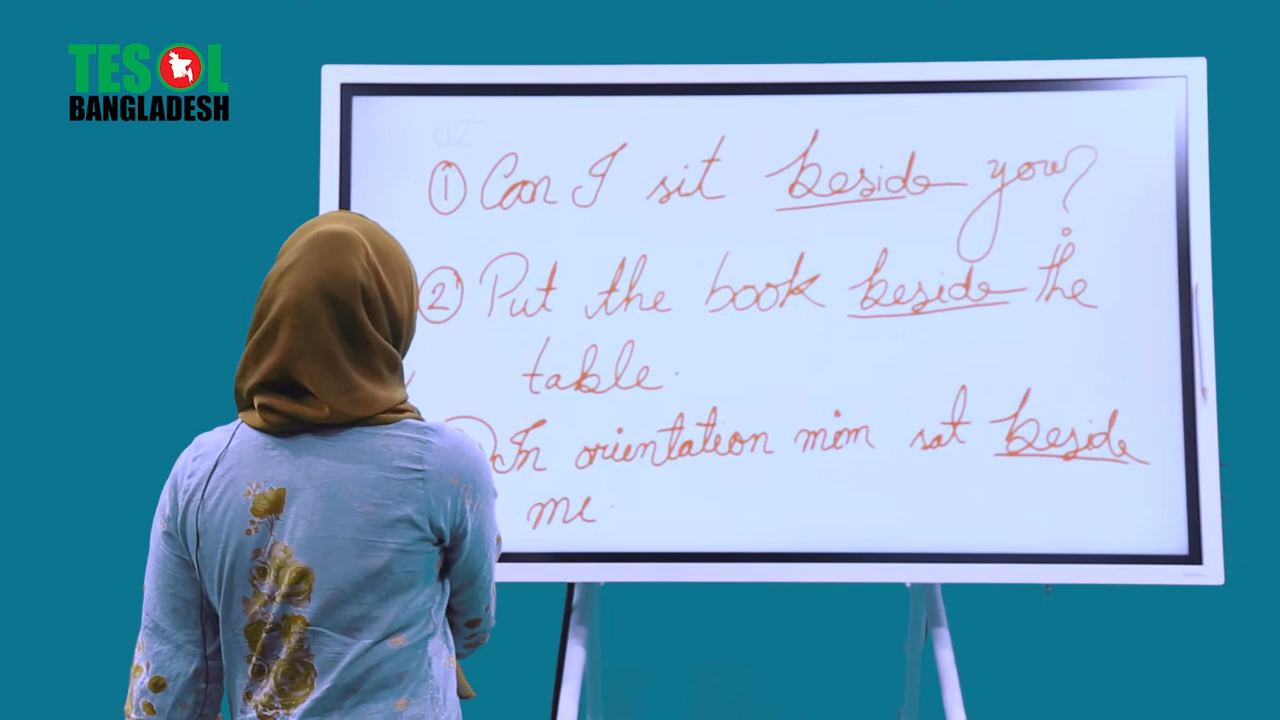 TESOL
BANGLADESH
① Can I sit beside you?
② Put the book beside the
table.
In orientation mim sat beside
me.